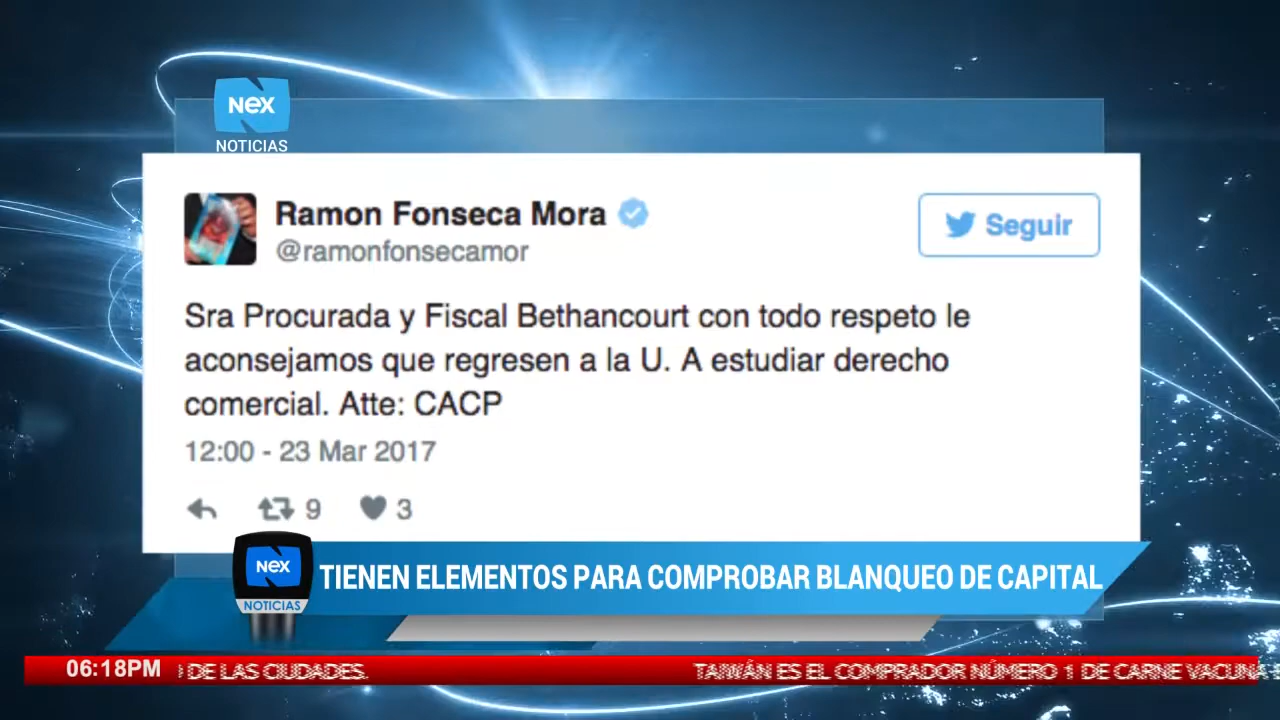 Nex
NOTICIAS
Ramon Fonseca Mora
@ramonfonsecamor
Seguir
Sra Procurada y Fiscal Bethancourt con todo respeto le
aconsejamos que regresen a la U. A estudiar derecho
comercial. Atte: CACP
12:00 - 23 Mar 2017
9
3
Nex
NOTICIAS
TIENEN ELEMENTOS PARA COMPROBAR BLANQUEO DE CAPITAL
06:18PM
DE LAS CIUDADES.
TAIWÁN ES EL COMPRADOR NÚMERO 1 DE CARNE VACUNA